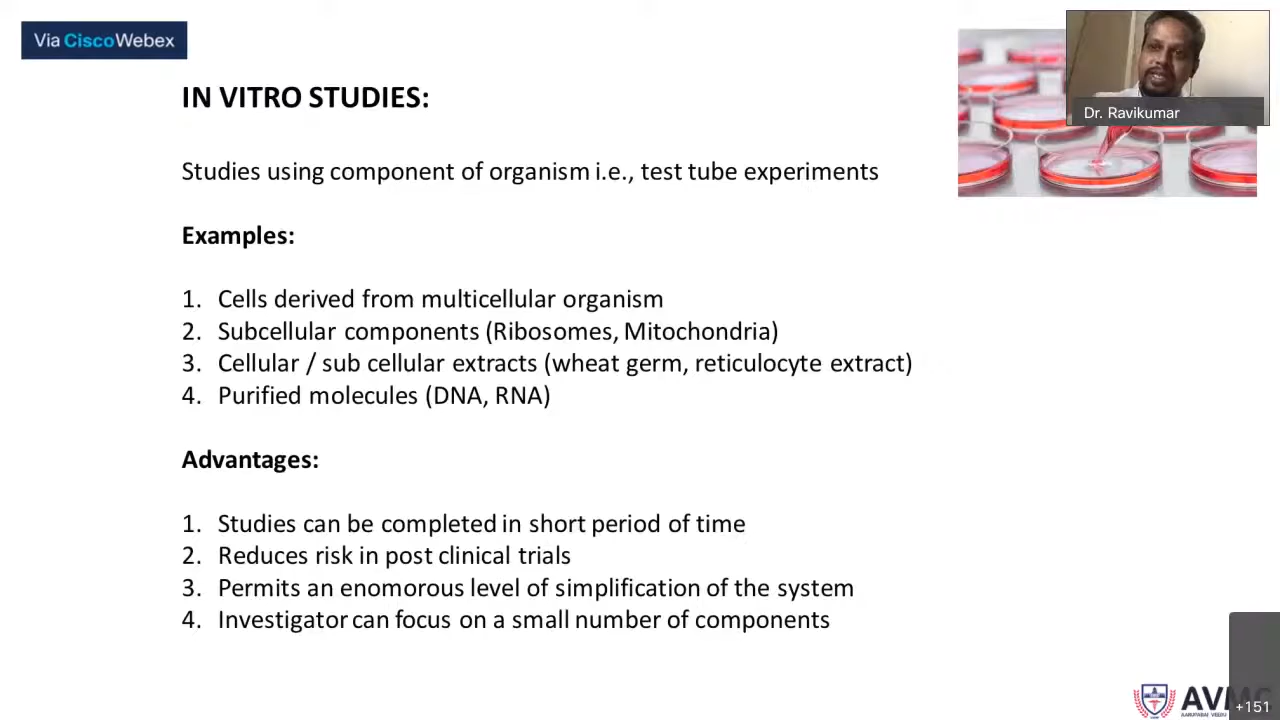 Via CiscoWebex
Dr. Ravikumar
IN VITRO STUDIES:
Studies using component of organism i.e., test tube experiments
Examples:
1. Cells derived from multicellular organism
2. Subcellular components (Ribosomes, Mitochondria)
3. Cellular / sub cellular extracts (wheat germ, reticulocyte extract)
4. Purified molecules (DNA, RNA)
Advantages:
1. Studies can be completed in short period of time
2. Reduces risk in post clinical trials
3. Permits an enomorous level of simplification of the system
4. Investigator can focus on a small number of components
+151